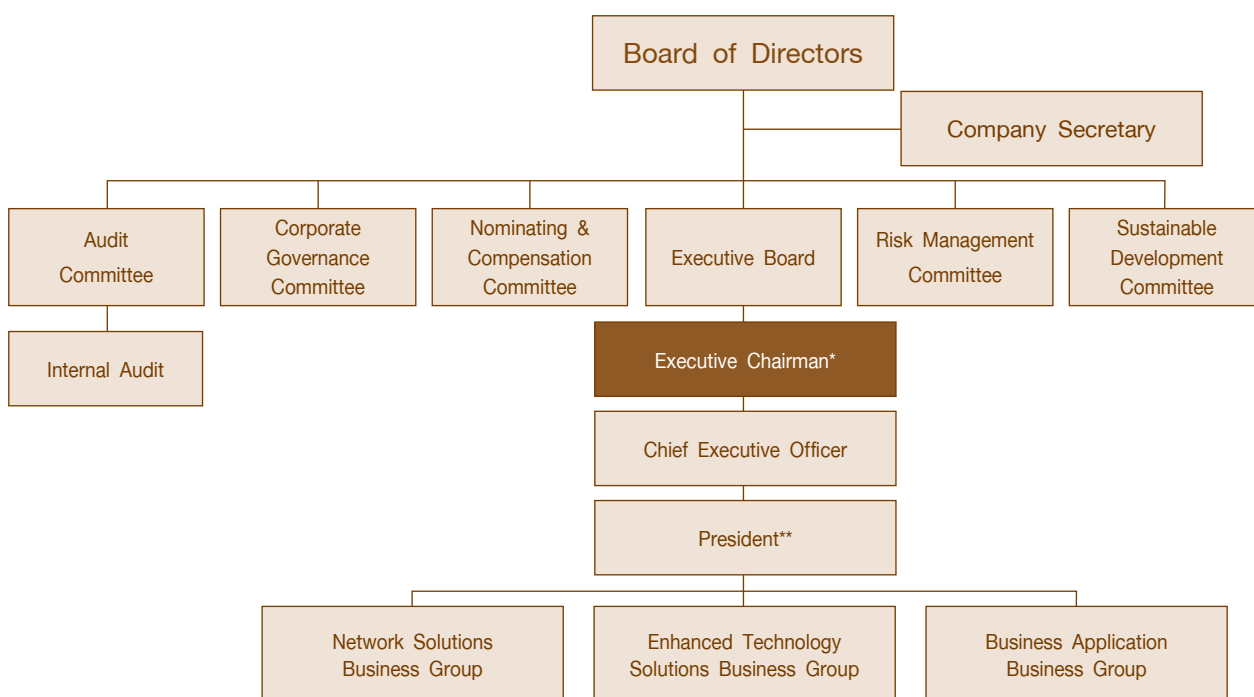 Board of Directors
Company Secretary
Audit
Committee
Corporate
Governance
Committee
Nominating &
Compensation
Committee
Executive Board
Risk Management
Committee
Sustainable
Development
Committee
Internal Audit
Executive Chairman*
Chief Executive Officer
President**
Network Solutions
Business Group
Enhanced Technology
Solutions Business Group
Business Application
Business Group